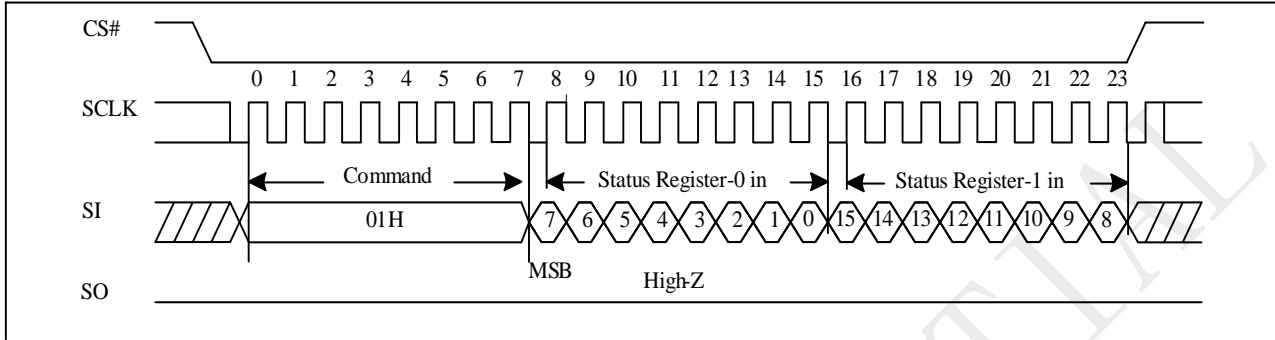 CS#
0 1 2 3 4 5 6 7 8 9 10 11 12 13 14 15 16 17 18 19 20 21 22 23
SCLK
Command Status Register-0 in Status Register-1 in
SI
01H 7 6 5 4 3 2 1 0 15 14 13 12 11 10 9 8
MSB High-Z
SO
TIAL